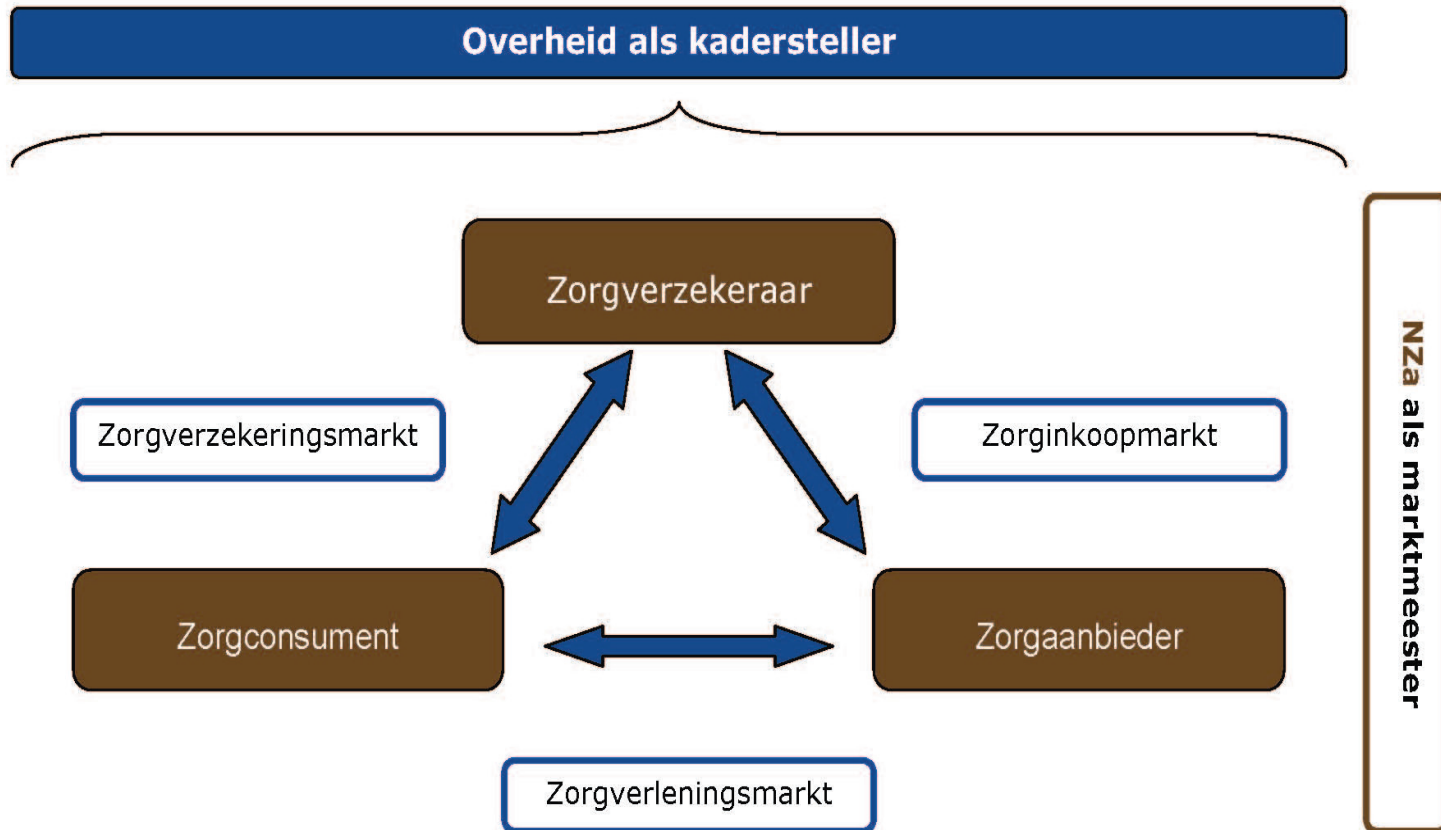 Overheid als kadersteller
Zorgverzekeraar
Zorgverzekeringsmarkt
Zorginkoopmarkt
Zorgconsument
Zorgaanbieder
Zorgverleningsmarkt
NZa als marktmeester